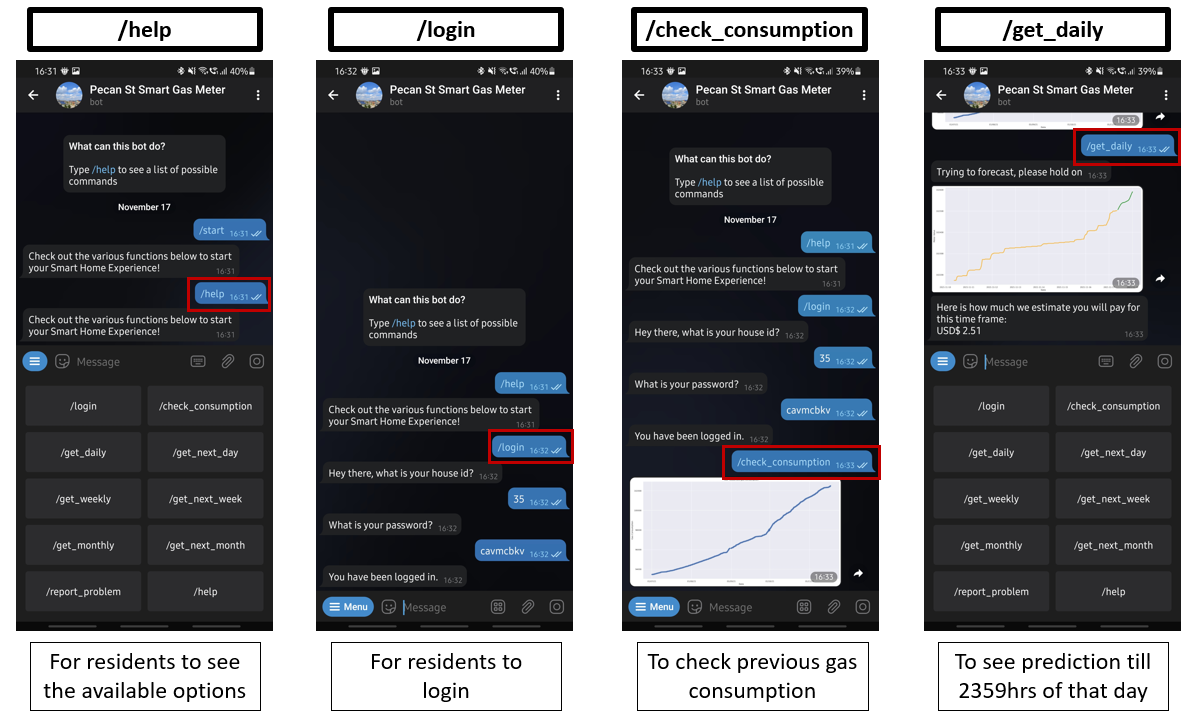 /help
16:31 40%
Pecan St Smart Gas Meter
bot
What can this bot do?
Type /help to see a list of possible
commands
November 17
/start 16:31
Check out the various functions below to start
your Smart Home Experience!
16:31
/help 16:31
Check out the various functions below to start
your Smart Home Experience!
16:31
Message
/login /check_consumption
/get_daily /get_next_day
/get_weekly /get_next_week
/get_monthly /get_next_month
/report_problem /help
For residents to see
the available options
/login
16:32 40%
Pecan St Smart Gas Meter
bot
What can this bot do?
Type /help to see a list of possible
commands
November 17
/help 16:31
Check out the various functions below to start
your Smart Home Experience!
16:31
/login 16:32
Hey there, what is your house id? 16:32
35 16:32
What is your password? 16:32
cavmcbkv 16:32
You have been logged in. 16:32
Menu Message
For residents to
login
/check_consumption
16:33 39%
Pecan St Smart Gas Meter
bot
What can this bot do?
Type /help to see a list of possible
commands
November 17
/help 16:31
Check out the various functions below to start
your Smart Home Experience!
16:31
/login 16:32
Hey there, what is your house id? 16:32
35 16:32
What is your password? 16:32
cavmcbkv 16:32
You have been logged in. 16:32
/check_consumption 16:33
16:33
Menu Message
To check previous gas
consumption
/get_daily
16:33 39%
Pecan St Smart Gas Meter
bot
16:33
/get_daily 16:33
Trying to forecast, please hold on 16:33
16:33
Here is how much we estimate you will pay for
this time frame:
USD$ 2.51
16:33
Message
/login /check_consumption
/get_daily /get_next_day
/get_weekly /get_next_week
/get_monthly /get_next_month
/report_problem /help
To see prediction till
2359hrs of that day